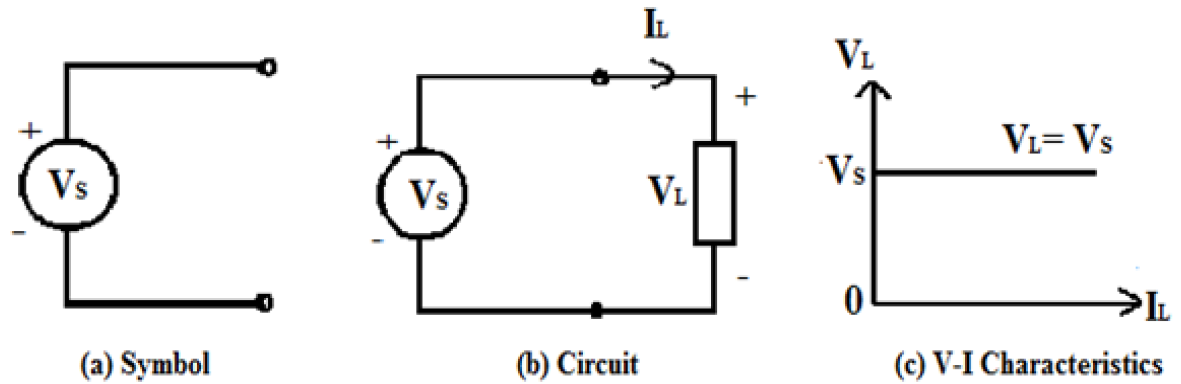 +
Vs
-
(a) Symbol
IL
+
Vs
-
+
VL
-
(b) Circuit
VL
VL= Vs
Vs
0
IL
(c) V-I Characteristics